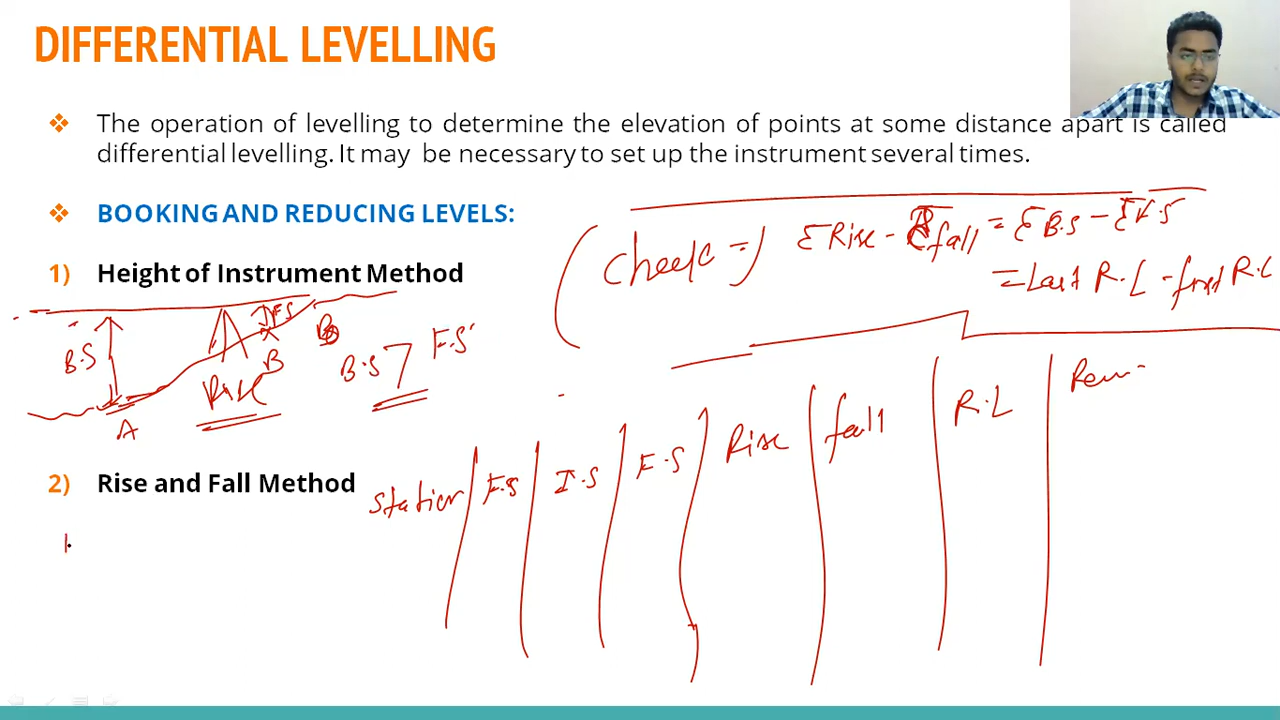 DIFFERENTIAL LEVELLING
❖ The operation of levelling to determine the elevation of points at some distance apart is called
differential levelling. It may be necessary to set up the instrument several times.
❖ BOOKING AND REDUCING LEVELS:
(Check ⇒ ΣRise - Σfall = ΣB.S - ΣF.S
= Last R.L - first R.L
1) Height of Instrument Method
B.S
F.S
B
B
A
Rise
B.S > F.S
2) Rise and Fall Method
Station F.S I.S F.S Rise fall R.L Rem-